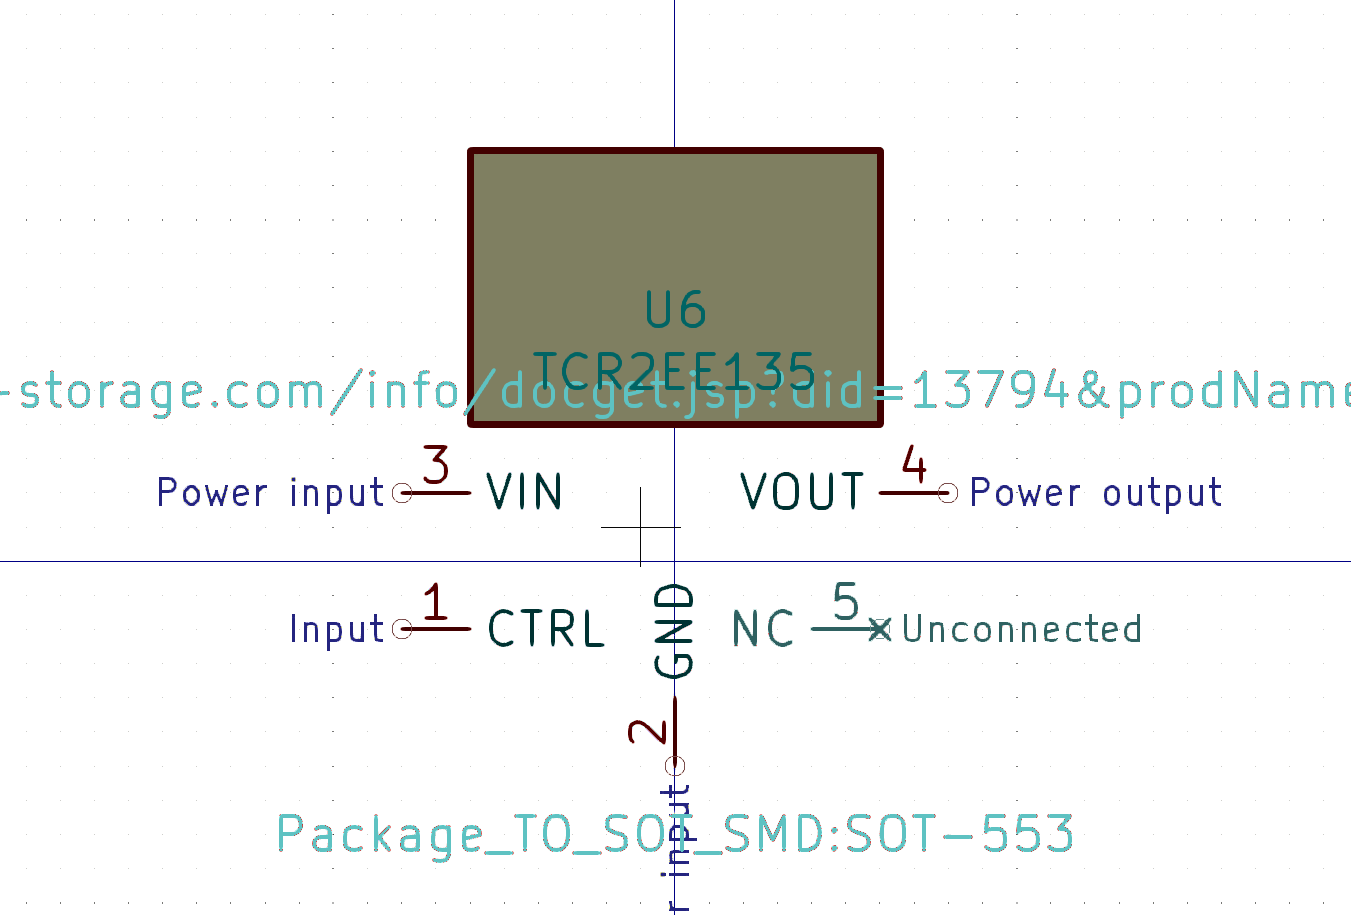 U6
TCR2EE135
-storage.com/info/docget.jsp?did=13794&prodName
3
Power input VIN
4
VOUT Power output
1
Input CTRL
GND
5
NC Unconnected
2
r input
Package_TO_SOT_SMD:SOT-553